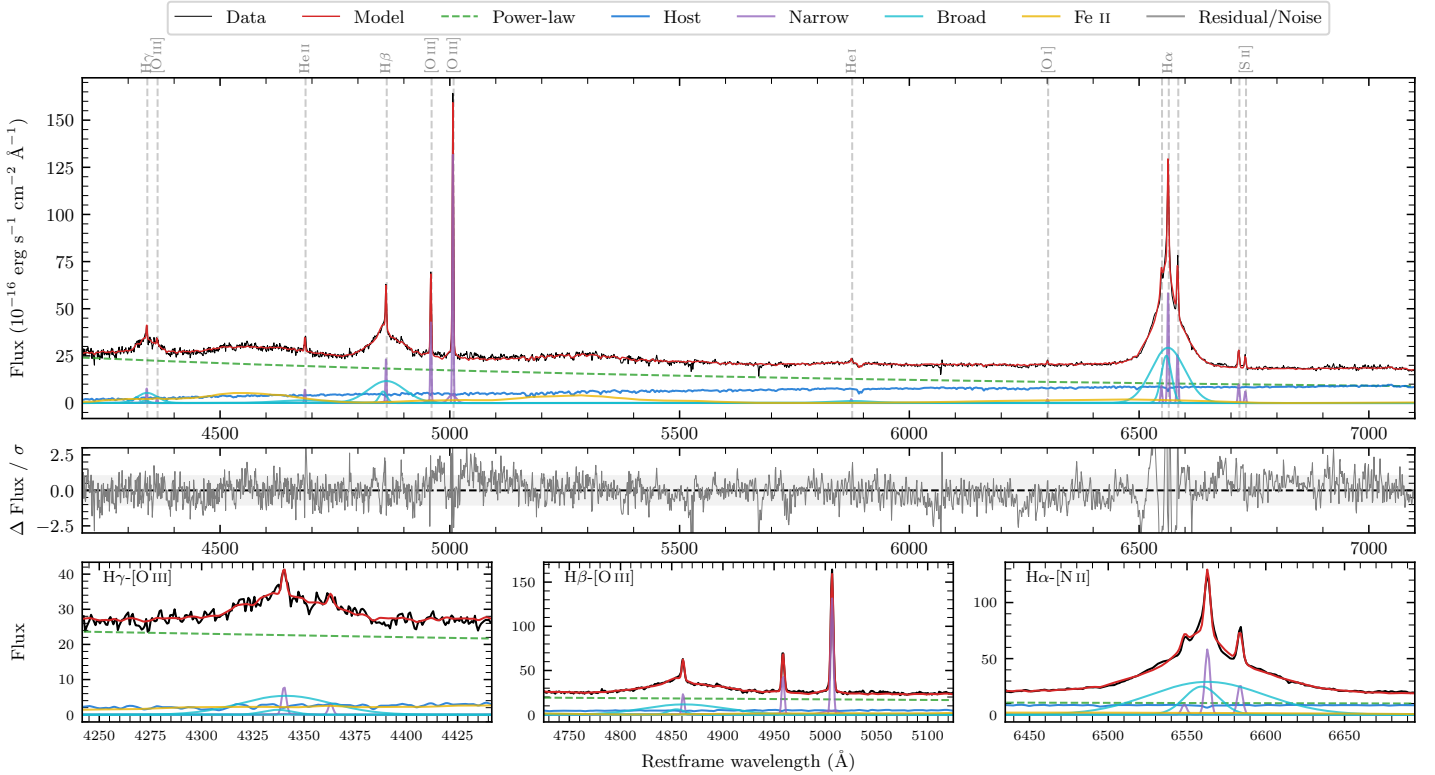 Data Model Power-law Host Narrow Broad Fe II Residual/Noise
Hγ [O III] He II Hβ [O III] [O III] He I [O I] Hα [S II]
Flux (10⁻¹⁶ erg s⁻¹ cm⁻² Å⁻¹)
150
125
100
75
50
25
0
4500 5000 5500 6000 6500 7000
Δ Flux / σ
2.5
0.0
−2.5
4500 5000 5500 6000 6500 7000
Flux
Hγ-[O III]
40
30
20
10
0
4250 4275 4300 4325 4350 4375 4400 4425
Hβ-[O III]
150
100
50
0
4750 4800 4850 4900 4950 5000 5050 5100
Hα-[N II]
100
50
0
6450 6500 6550 6600 6650
Restframe wavelength (Å)